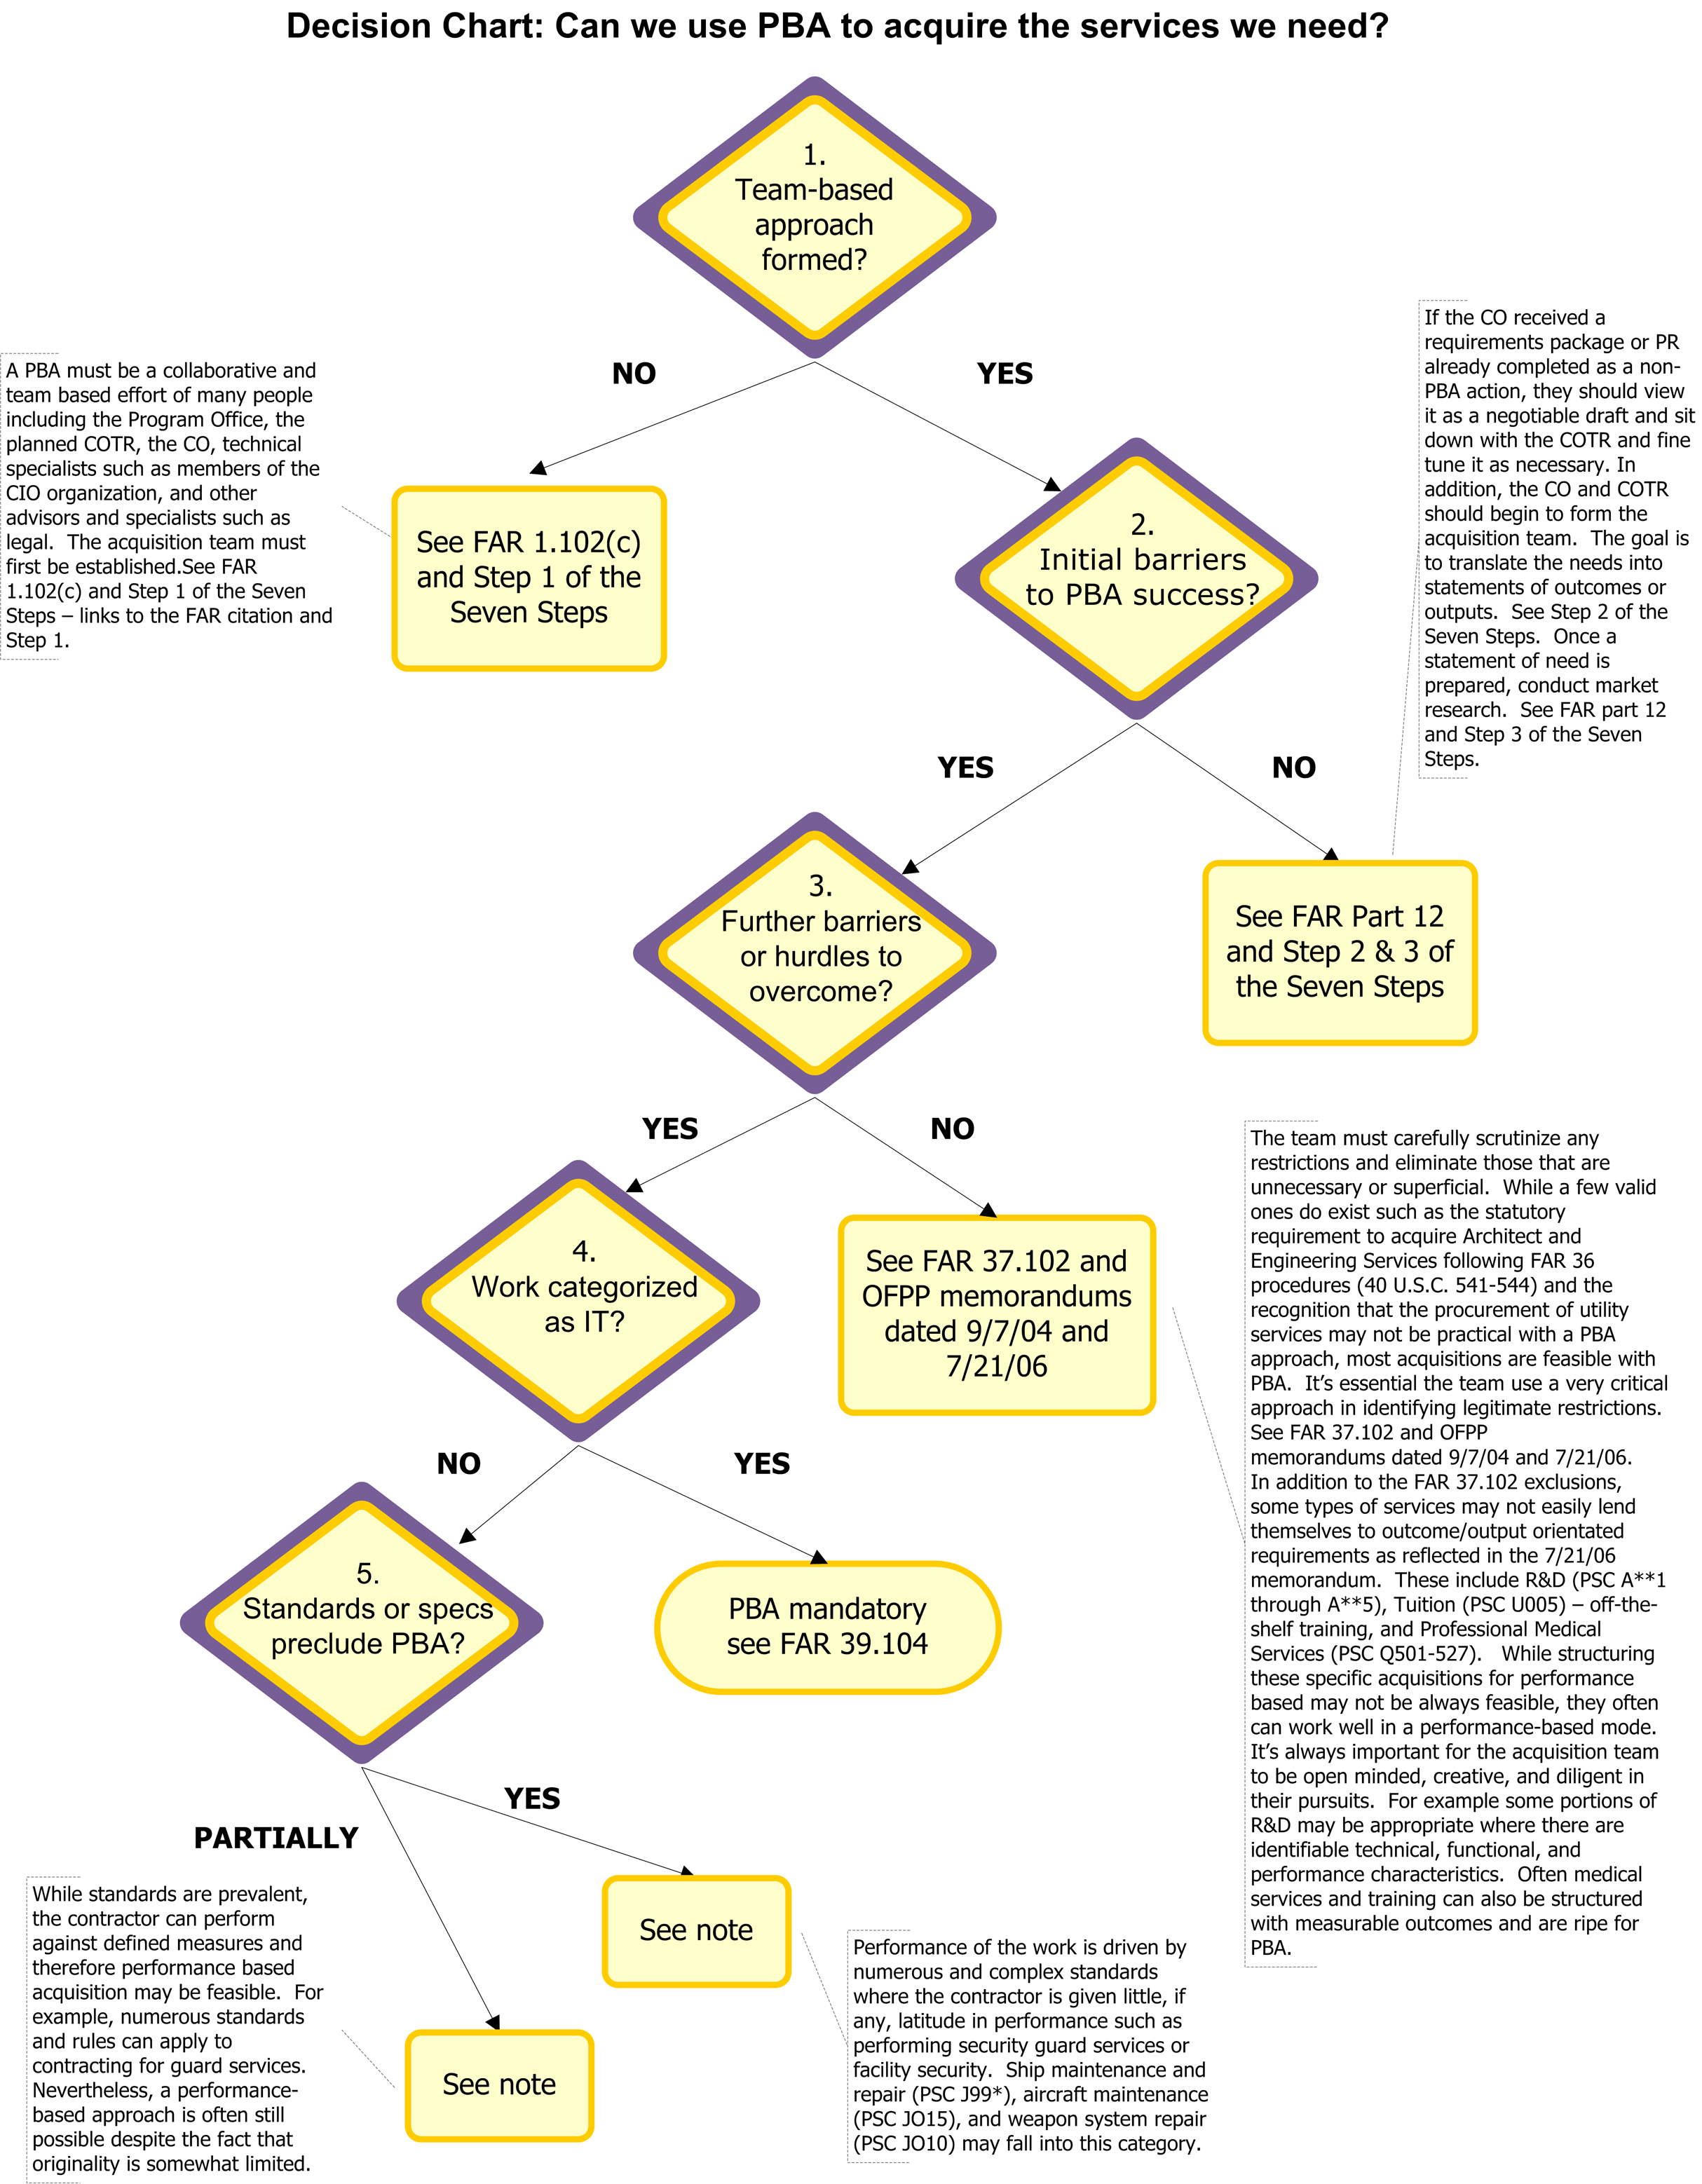 Decision Chart: Can we use PBA to acquire the services we need?
1.
Team-based
approach
formed?
NO
YES
A PBA must be a collaborative and
team based effort of many people
including the Program Office, the
planned COTR, the CO, technical
specialists such as members of the
CIO organization, and other
advisors and specialists such as
legal.  The acquisition team must
first be established.See FAR
1.102(c) and Step 1 of the Seven
Steps – links to the FAR citation and
Step 1.
See FAR 1.102(c)
and Step 1 of the
Seven Steps
2.
Initial barriers
to PBA success?
If the CO received a
requirements package or PR
already completed as a non-
PBA action, they should view
it as a negotiable draft and sit
down with the COTR and fine
tune it as necessary. In
addition, the CO and COTR
should begin to form the
acquisition team.  The goal is
to translate the needs into
statements of outcomes or
outputs.  See Step 2 of the
Seven Steps.  Once a
statement of need is
prepared, conduct market
research.  See FAR part 12
and Step 3 of the Seven
Steps.
YES
NO
3.
Further barriers
or hurdles to
overcome?
See FAR Part 12
and Step 2 & 3 of
the Seven Steps
YES
NO
4.
Work categorized
as IT?
See FAR 37.102 and
OFPP memorandums
dated 9/7/04 and
7/21/06
The team must carefully scrutinize any
restrictions and eliminate those that are
unnecessary or superficial.  While a few valid
ones do exist such as the statutory
requirement to acquire Architect and
Engineering Services following FAR 36
procedures (40 U.S.C. 541-544) and the
recognition that the procurement of utility
services may not be practical with a PBA
approach, most acquisitions are feasible with
PBA.  It’s essential the team use a very critical
approach in identifying legitimate restrictions.
See FAR 37.102 and OFPP
memorandums dated 9/7/04 and 7/21/06.
In addition to the FAR 37.102 exclusions,
some types of services may not easily lend
themselves to outcome/output orientated
requirements as reflected in the 7/21/06
memorandum.  These include R&D (PSC A**1
through A**5), Tuition (PSC U005) – off-the-
shelf training, and Professional Medical
Services (PSC Q501-527).   While structuring
these specific acquisitions for performance
based may not be always feasible, they often
can work well in a performance-based mode.
It’s always important for the acquisition team
to be open minded, creative, and diligent in
their pursuits.  For example some portions of
R&D may be appropriate where there are
identifiable technical, functional, and
performance characteristics.  Often medical
services and training can also be structured
with measurable outcomes and are ripe for
PBA.
NO
YES
5.
Standards or specs
preclude PBA?
PBA mandatory
see FAR 39.104
YES
PARTIALLY
While standards are prevalent,
the contractor can perform
against defined measures and
therefore performance based
acquisition may be feasible.  For
example, numerous standards
and rules can apply to
contracting for guard services.
Nevertheless, a performance-
based approach is often still
possible despite the fact that
originality is somewhat limited.
See note
See note
Performance of the work is driven by
numerous and complex standards
where the contractor is given little, if
any, latitude in performance such as
performing security guard services or
facility security.  Ship maintenance and
repair (PSC J99*), aircraft maintenance
(PSC JO15), and weapon system repair
(PSC JO10) may fall into this category.